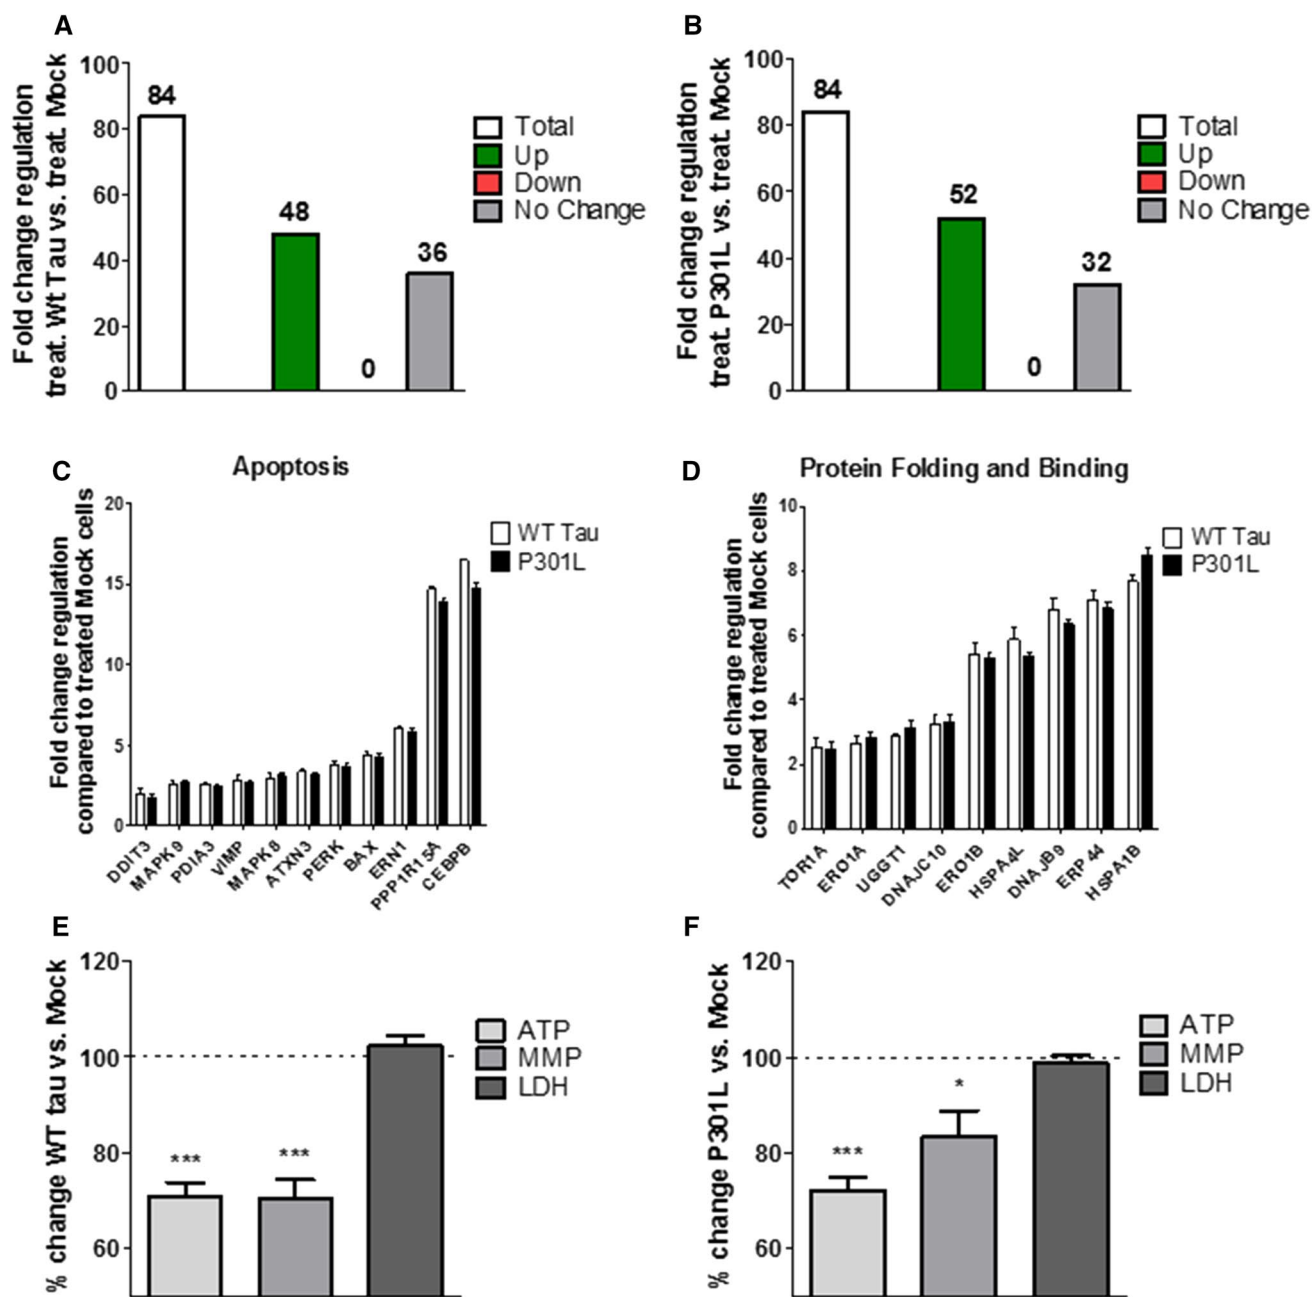 A
Fold change regulation
treat. Wt Tau vs. treat. Mock
100
80
60
40
20
0
84
48
0
36
Total
Up
Down
No Change
B
Fold change regulation
treat. P301L vs. treat. Mock
100
80
60
40
20
0
84
52
0
32
Total
Up
Down
No Change
C
Apoptosis
Fold change regulation
compared to treated Mock cells
20
15
10
5
0
WT Tau
P301L
DDIT3
MAPK9
PDIA3
VIMP
MAPK8
ATXN3
PERK
BAX
ERN1
PPP1R15A
CEBPB
D
Protein Folding and Binding
Fold change regulation
compared to treated Mock cells
10
8
6
4
2
0
WT Tau
P301L
TOR1A
ERO1A
UGGT1
DNAJC10
ERO1B
HSPA4L
DNAJB9
ERP44
HSPA1B
E
% change WT tau vs. Mock
120
100
80
60
***
***
ATP
MMP
LDH
F
% change P301L vs. Mock
120
100
80
60
***
*
ATP
MMP
LDH